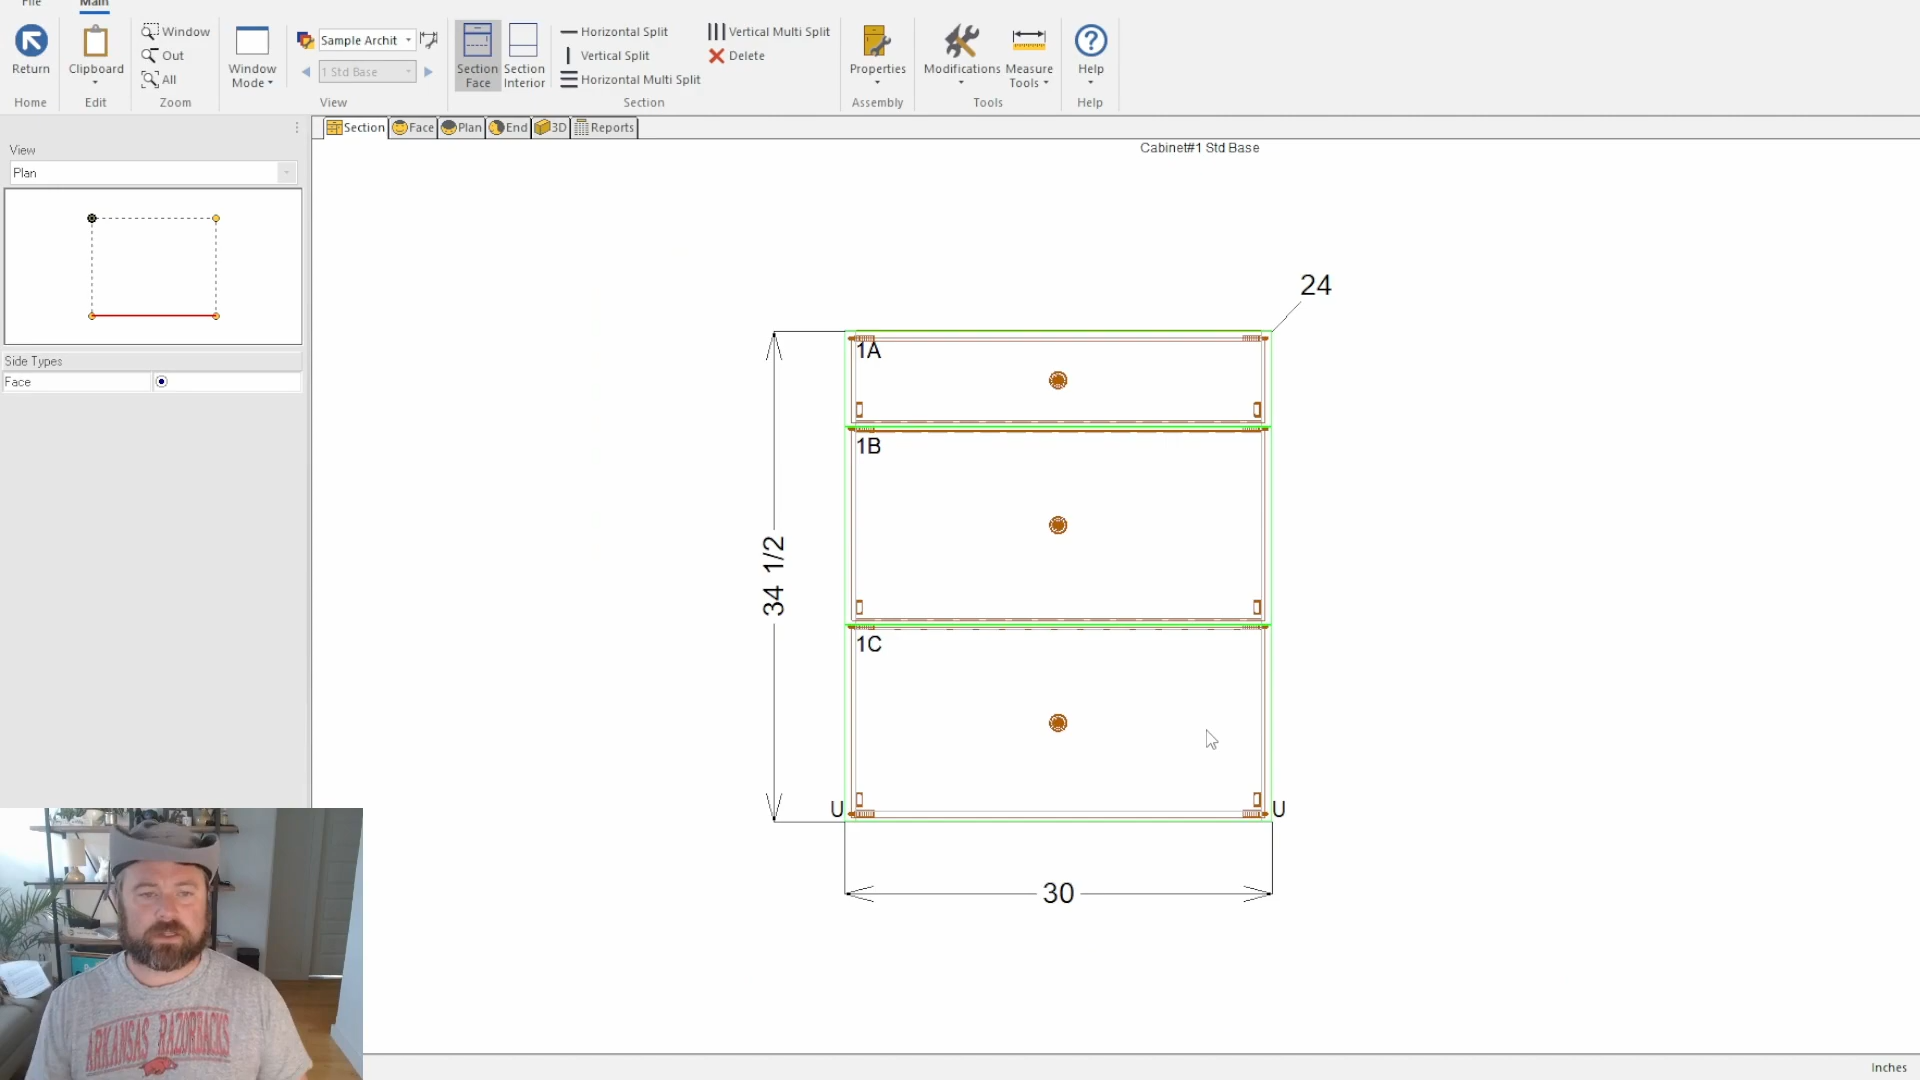 File
Main
Return
Home
Clipboard
Edit
Window
Out
All
Zoom
Window
Mode
Sample Archit
1 Std Base
View
Section
Face
Section
Interior
Horizontal Split
Vertical Split
Horizontal Multi Split
Vertical Multi Split
Delete
Section
Properties
Assembly
Modifications
Measure
Tools
Tools
Help
Help
Section
Face
Plan
End
3D
Reports
View
Plan
Side Types
Face
Cabinet#1 Std Base
24
1A
1B
34 1/2
1C
U
U
30
ARKANSAS RAZORBACKS
Inches